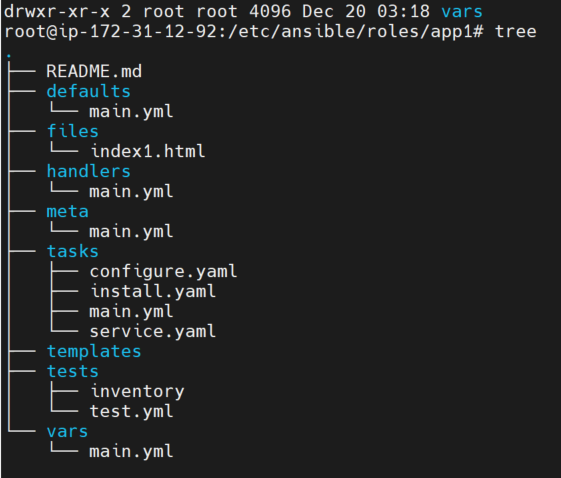 drwxr-xr-x 2 root root 4096 Dec 20 03:18 vars
root@ip-172-31-12-92:/etc/ansible/roles/app1# tree
.
├── README.md
├── defaults
│   └── main.yml
├── files
│   └── index1.html
├── handlers
│   └── main.yml
├── meta
│   └── main.yml
├── tasks
│   ├── configure.yaml
│   ├── install.yaml
│   ├── main.yml
│   └── service.yaml
├── templates
├── tests
│   ├── inventory
│   └── test.yml
└── vars
    └── main.yml